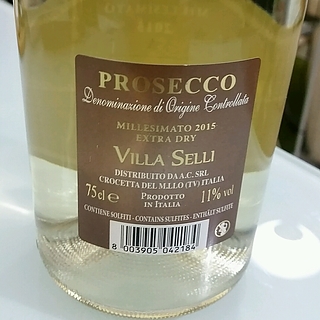 PROSECCO
Denominazione di Origine Controllata
MILLESIMATO 2015
EXTRA DRY
VILLA SELLI
DISTRIBUITO DA A.C. SRL
CROCETTA DEL M.LLO (TV) ITALIA
75cl e PRODOTTO IN ITALIA 11% vol
CONTIENE SOLFITI - CONTAINS SULFITES - ENTHÄLT SULFITE
8 003905 042184